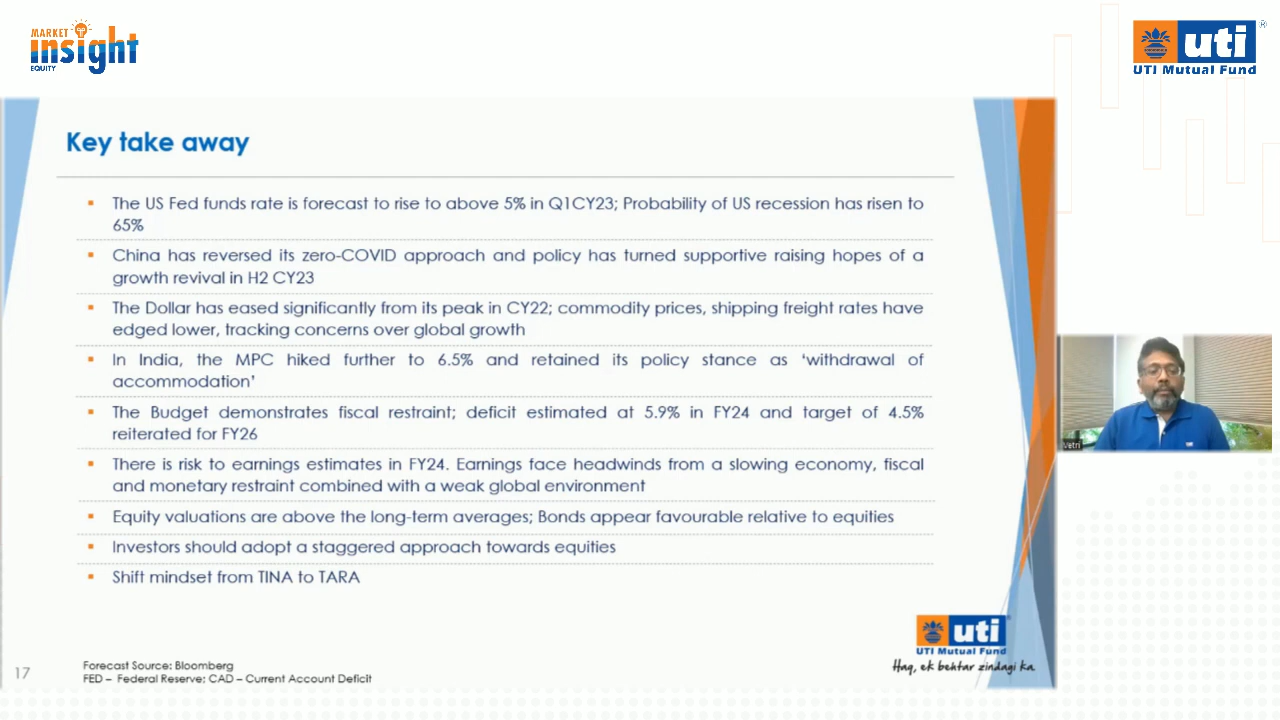 MARKET
insight
EQUITY
uti
®
UTI Mutual Fund
Key take away
The US Fed funds rate is forecast to rise to above 5% in Q1CY23; Probability of US recession has risen to
65%
China has reversed its zero-COVID approach and policy has turned supportive raising hopes of a
growth revival in H2 CY23
The Dollar has eased significantly from its peak in CY22; commodity prices, shipping freight rates have
edged lower, tracking concerns over global growth
In India, the MPC hiked further to 6.5% and retained its policy stance as ‘withdrawal of
accommodation’
The Budget demonstrates fiscal restraint; deficit estimated at 5.9% in FY24 and target of 4.5%
reiterated for FY26
There is risk to earnings estimates in FY24. Earnings face headwinds from a slowing economy, fiscal
and monetary restraint combined with a weak global environment
Equity valuations are above the long-term averages; Bonds appear favourable relative to equities
Investors should adopt a staggered approach towards equities
Shift mindset from TINA to TARA
Vetri
uti
UTI Mutual Fund
Haq, ek behtar zindagi ka.
17
Forecast Source: Bloomberg
FED – Federal Reserve; CAD – Current Account Deficit